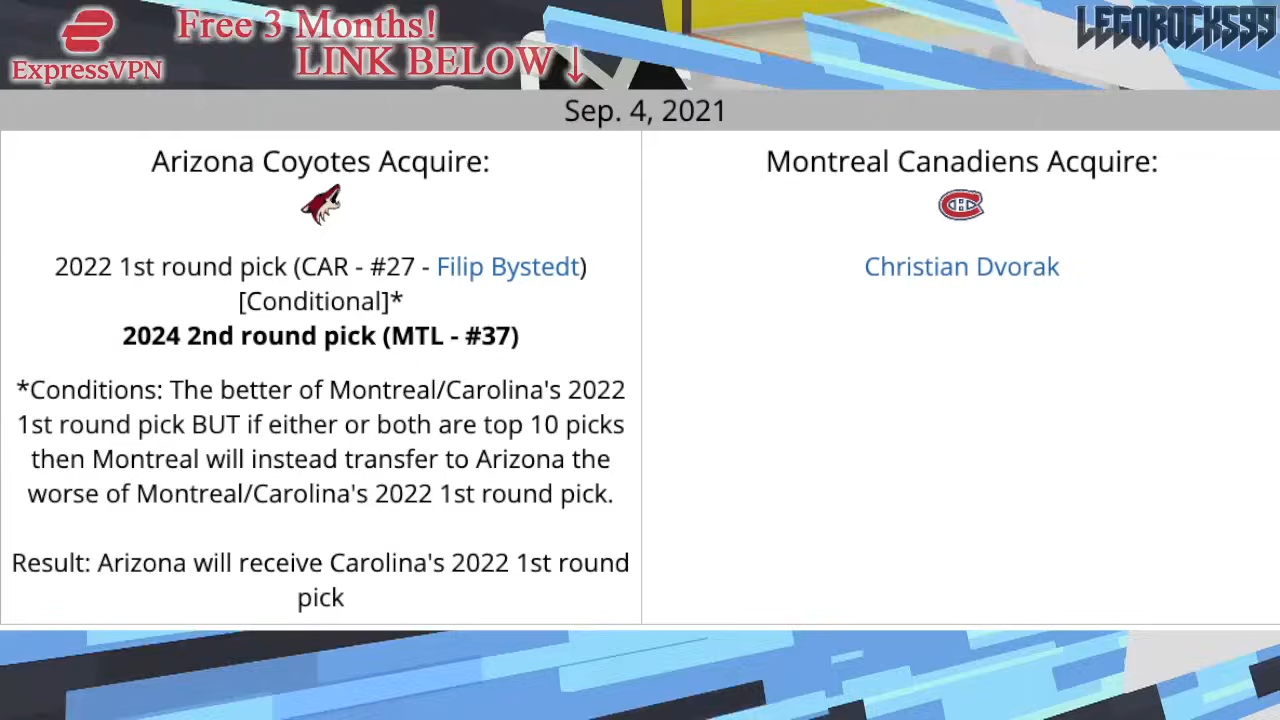 Free 3 Months!
LINK BELOW ↓
ExpressVPN
LEGOROCKS99
Sep. 4, 2021
Arizona Coyotes Acquire:
2022 1st round pick (CAR - #27 - Filip Bystedt)
[Conditional]*
2024 2nd round pick (MTL - #37)
*Conditions: The better of Montreal/Carolina's 2022
1st round pick BUT if either or both are top 10 picks
then Montreal will instead transfer to Arizona the
worse of Montreal/Carolina's 2022 1st round pick.
Result: Arizona will receive Carolina's 2022 1st round
pick
Montreal Canadiens Acquire:
CH
Christian Dvorak